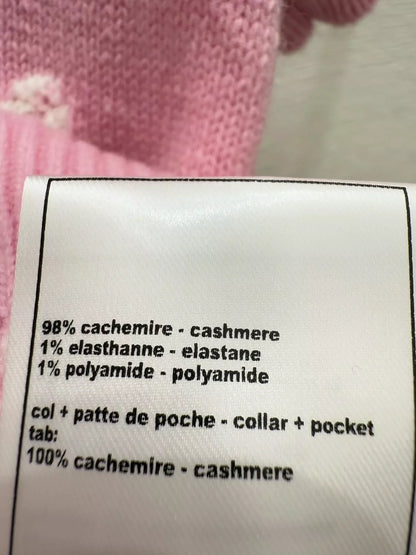 98% cachemire - cashmere
1% elasthanne - elastane
1% polyamide - polyamide
col + patte de poche - collar + pocket
tab:
100% cachemire - cashmere